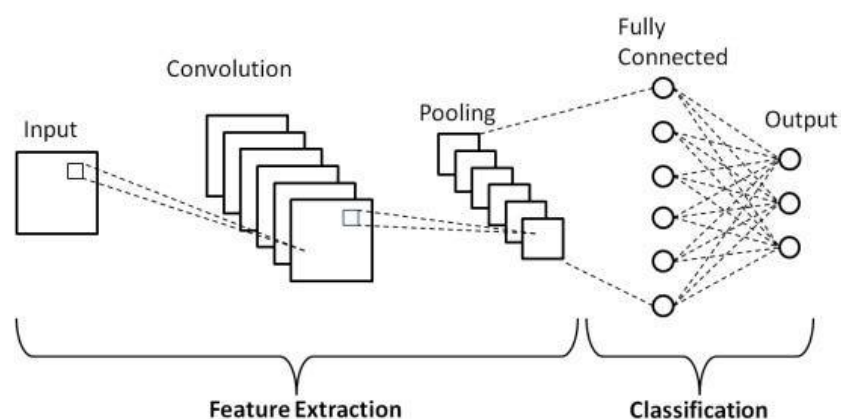 Input
Convolution
Pooling
Fully
Connected
Output
Feature Extraction
Classification